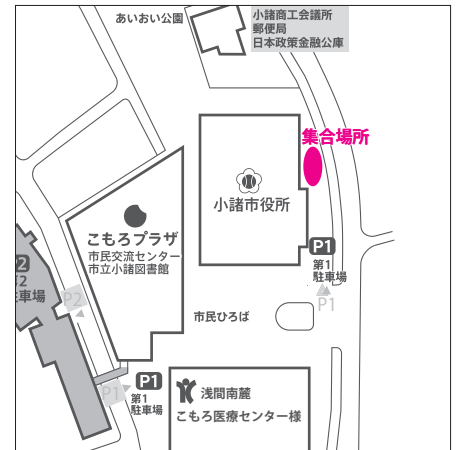 あいおい公園
小諸商工会議所
郵便局
日本政策金融公庫
集合場所
小諸市役所
こもろプラザ
市民交流センター
市立小諸図書館
P1
第1
駐車場
P1
2
2
車場
P2
市民ひろば
P1
P1
第1
駐車場
浅間南麓
こもろ医療センター様